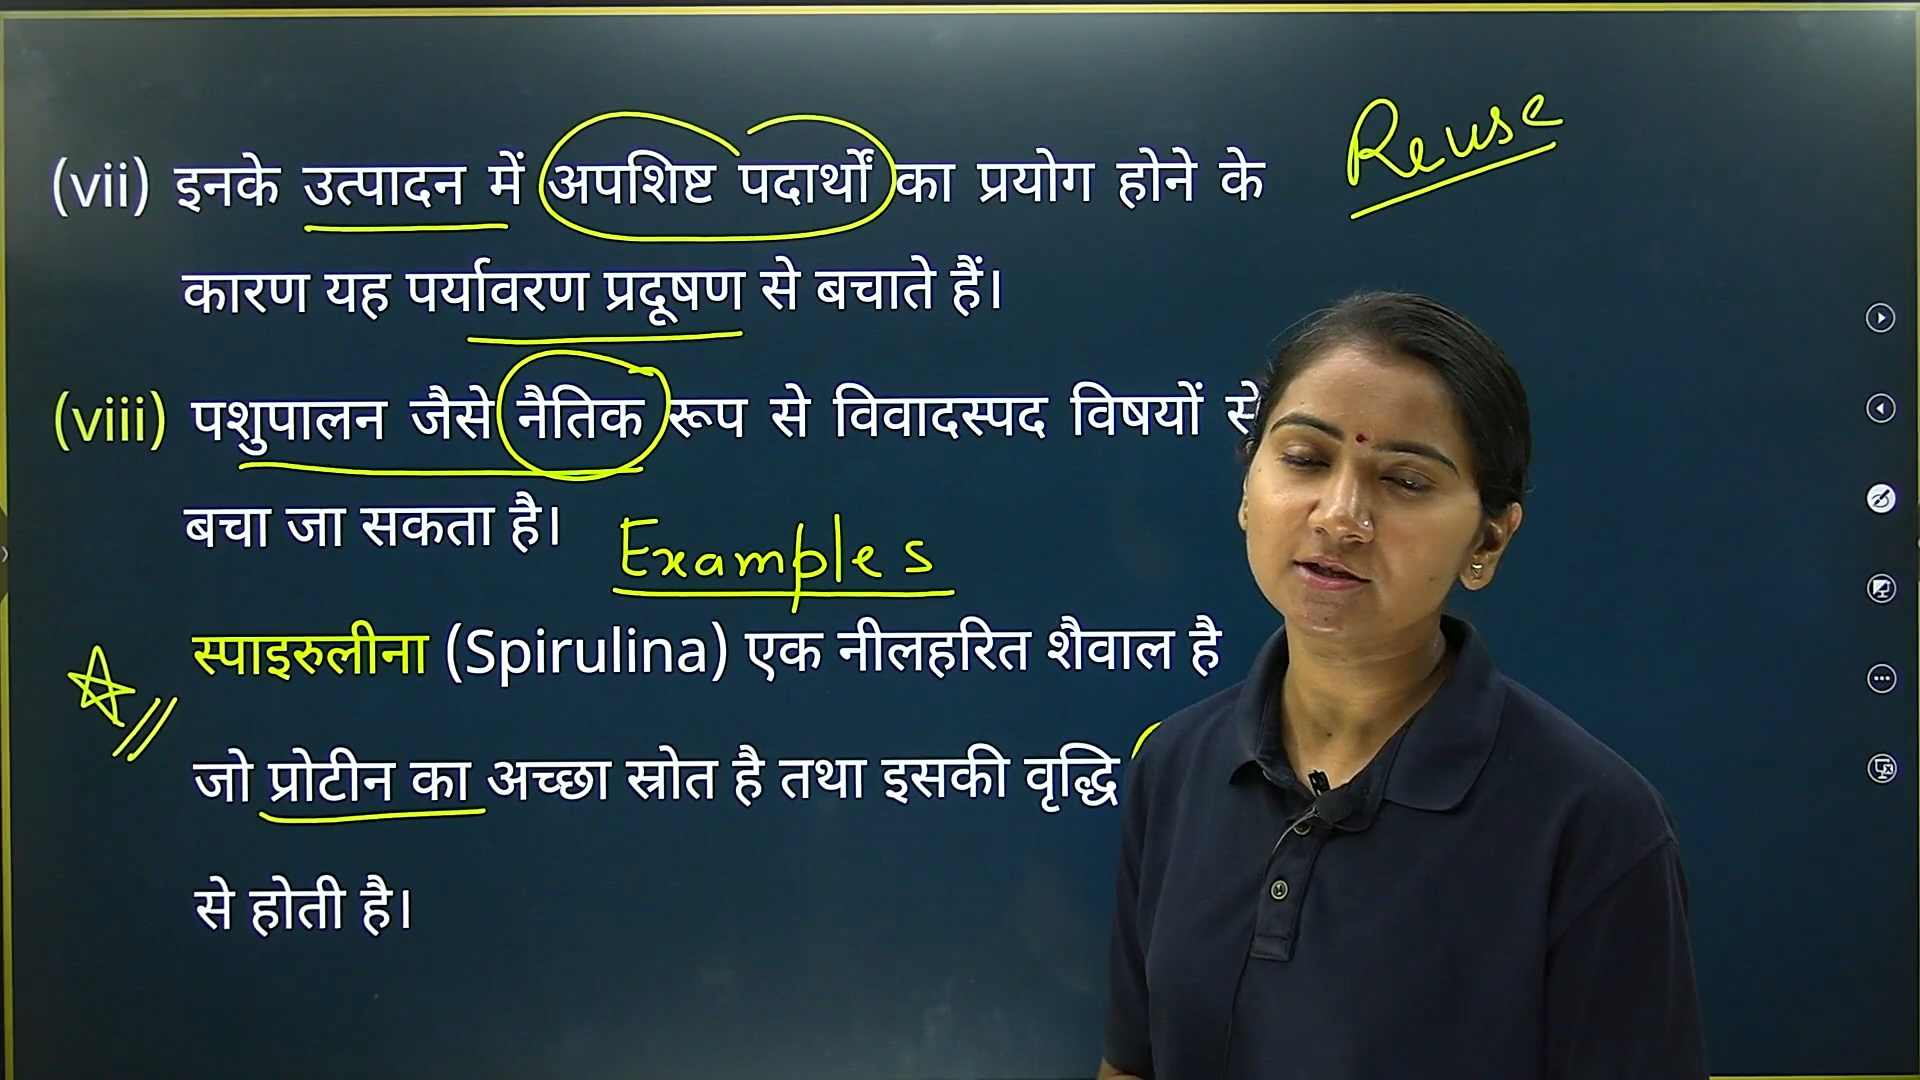 Reuse
(vii) इनके उत्पादन में अपशिष्ट पदार्थों का प्रयोग होने के
कारण यह पर्यावरण प्रदूषण से बचाते हैं।
(viii) पशुपालन जैसे नैतिक रूप से विवादस्पद विषयों से
बचा जा सकता है।
Examples
स्पाइरुलीना (Spirulina) एक नीलहरित शैवाल है
जो प्रोटीन का अच्छा स्रोत है तथा इसकी वृद्धि
से होती है।